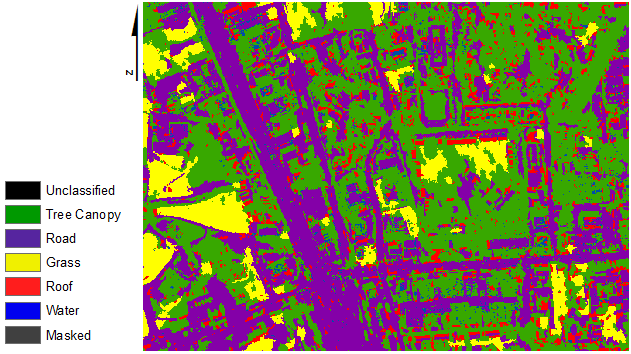 N
Unclassified
Tree Canopy
Road
Grass
Roof
Water
Masked